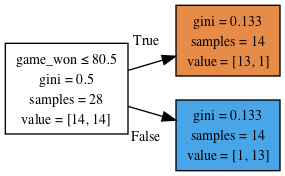 game_won ≤ 80.5
gini = 0.5
samples = 28
value = [14, 14]
True
gini = 0.133
samples = 14
value = [13, 1]
False
gini = 0.133
samples = 14
value = [1, 13]